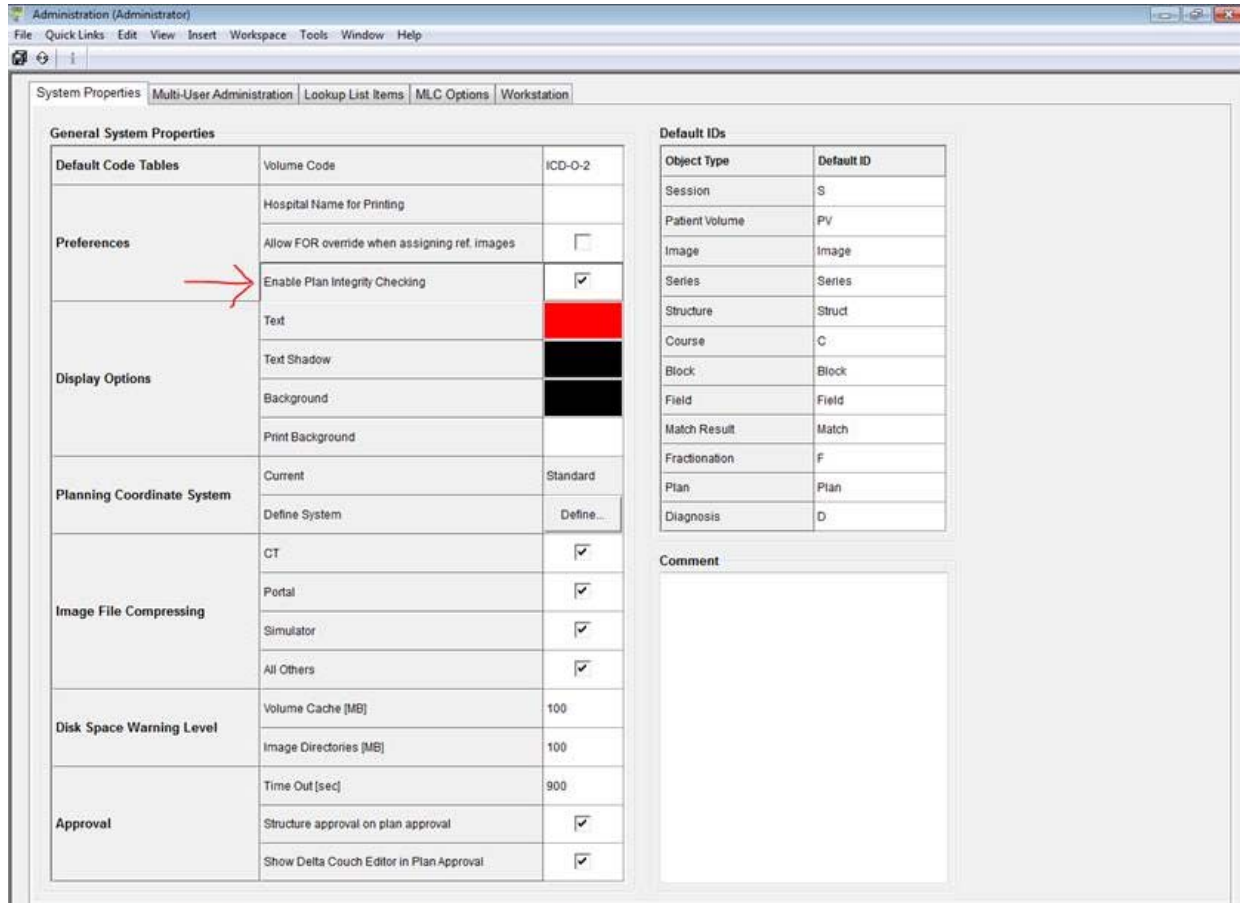 Administration (Administrator)
File Quick Links Edit View Insert Workspace Tools Window Help
System Properties Multi-User Administration Lookup List Items MLC Options Workstation
General System Properties
Default Code Tables Volume Code ICD-O-2
Preferences
Hospital Name for Printing
Allow FOR override when assigning ref. images
Enable Plan Integrity Checking
Display Options
Text
Text Shadow
Background
Print Background
Planning Coordinate System
Current Standard
Define System Define...
Image File Compressing
CT
Portal
Simulator
All Others
Disk Space Warning Level
Volume Cache [MB] 100
Image Directories [MB] 100
Approval
Time Out [sec] 900
Structure approval on plan approval
Show Delta Couch Editor in Plan Approval
Default IDs
Object Type Default ID
Session S
Patient Volume PV
Image Image
Series Series
Structure Struct
Course C
Block Block
Field Field
Match Result Match
Fractionation F
Plan Plan
Diagnosis D
Comment